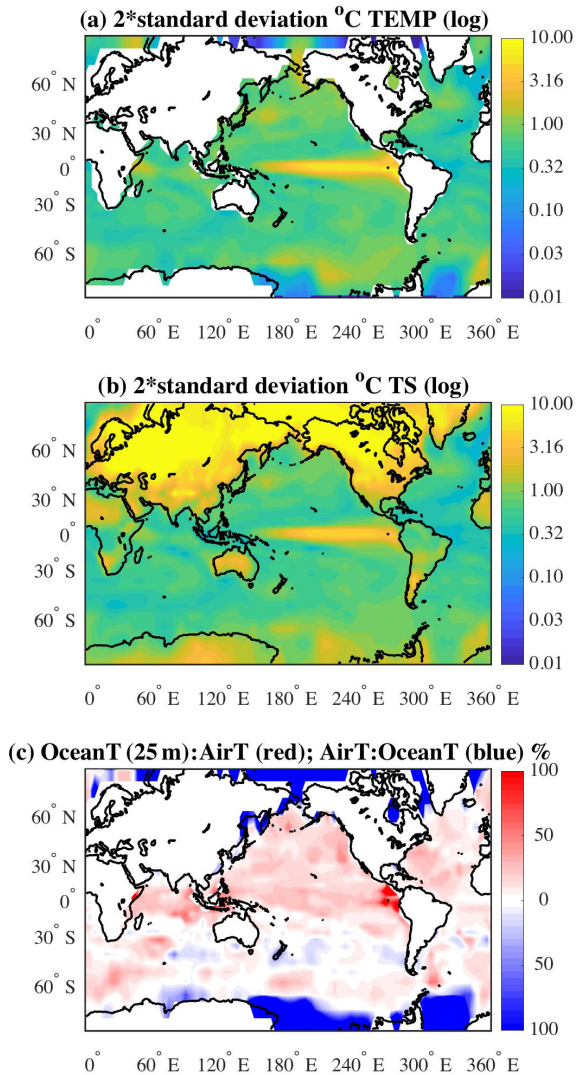 (a) 2*standard deviation °C TEMP (log)
10.00
3.16
1.00
0.32
0.10
0.03
0.01
60° N
30° N
0°
30° S
60° S
0° 60° E 120° E 180° E 240° E 300° E 360° E
(b) 2*standard deviation °C TS (log)
10.00
3.16
1.00
0.32
0.10
0.03
0.01
60° N
30° N
0°
30° S
60° S
0° 60° E 120° E 180° E 240° E 300° E 360° E
(c) OceanT (25 m):AirT (red); AirT:OceanT (blue) %
100
50
0
50
100
60° N
30° N
0°
30° S
60° S
0° 60° E 120° E 180° E 240° E 300° E 360° E